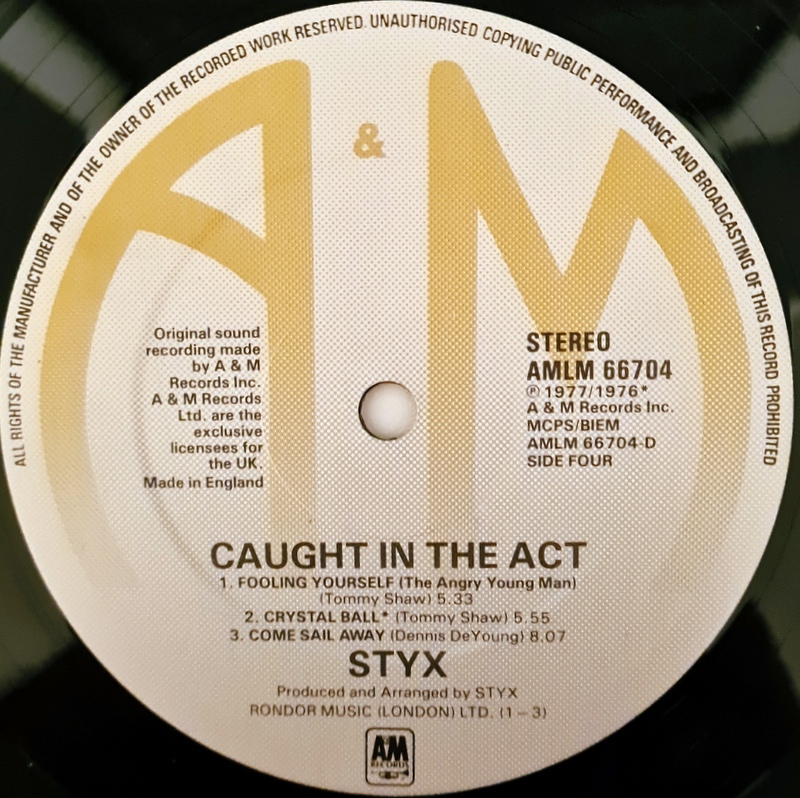 ALL RIGHTS OF THE MANUFACTURER AND OF THE OWNER OF THE RECORDED WORK RESERVED. UNAUTHORISED COPYING PUBLIC PERFORMANCE AND BROADCASTING OF THIS RECORD PROHIBITED
A & M
Original sound
recording made
by A & M
Records Inc.
A & M Records
Ltd. are the
exclusive
licensees for
the UK.
Made in England
STEREO
AMLM 66704
℗ 1977/1976*
A & M Records Inc.
MCPS/BIEM
AMLM 66704-D
SIDE FOUR
CAUGHT IN THE ACT
1. FOOLING YOURSELF (The Angry Young Man)
(Tommy Shaw) 5.33
2. CRYSTAL BALL* (Tommy Shaw) 5.55
3. COME SAIL AWAY (Dennis DeYoung) 8.07
STYX
Produced and Arranged by STYX
RONDOR MUSIC (LONDON) LTD. (1 – 3)
AM
RECORDS